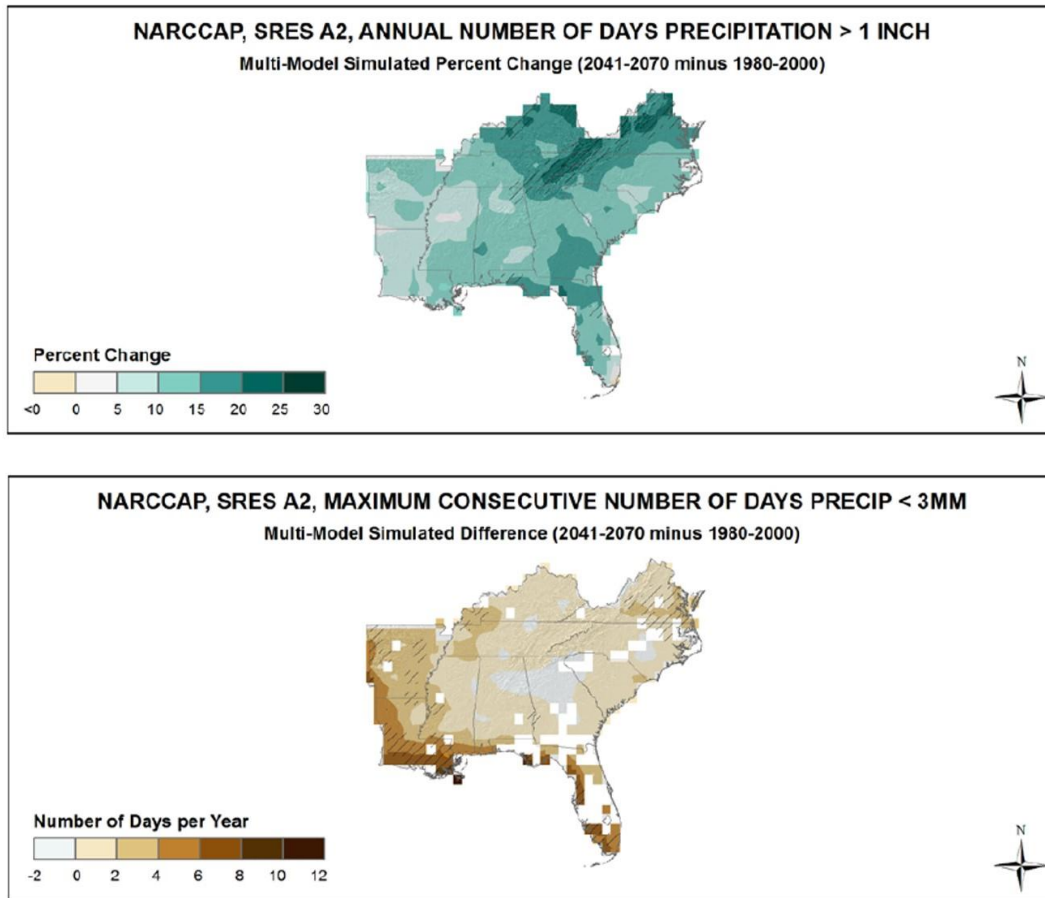 NARCCAP, SRES A2, ANNUAL NUMBER OF DAYS PRECIPITATION > 1 INCH
Multi-Model Simulated Percent Change (2041-2070 minus 1980-2000)
Percent Change
<0 0 5 10 15 20 25 30
N
NARCCAP, SRES A2, MAXIMUM CONSECUTIVE NUMBER OF DAYS PRECIP < 3MM
Multi-Model Simulated Difference (2041-2070 minus 1980-2000)
Number of Days per Year
-2 0 2 4 6 8 10 12
N